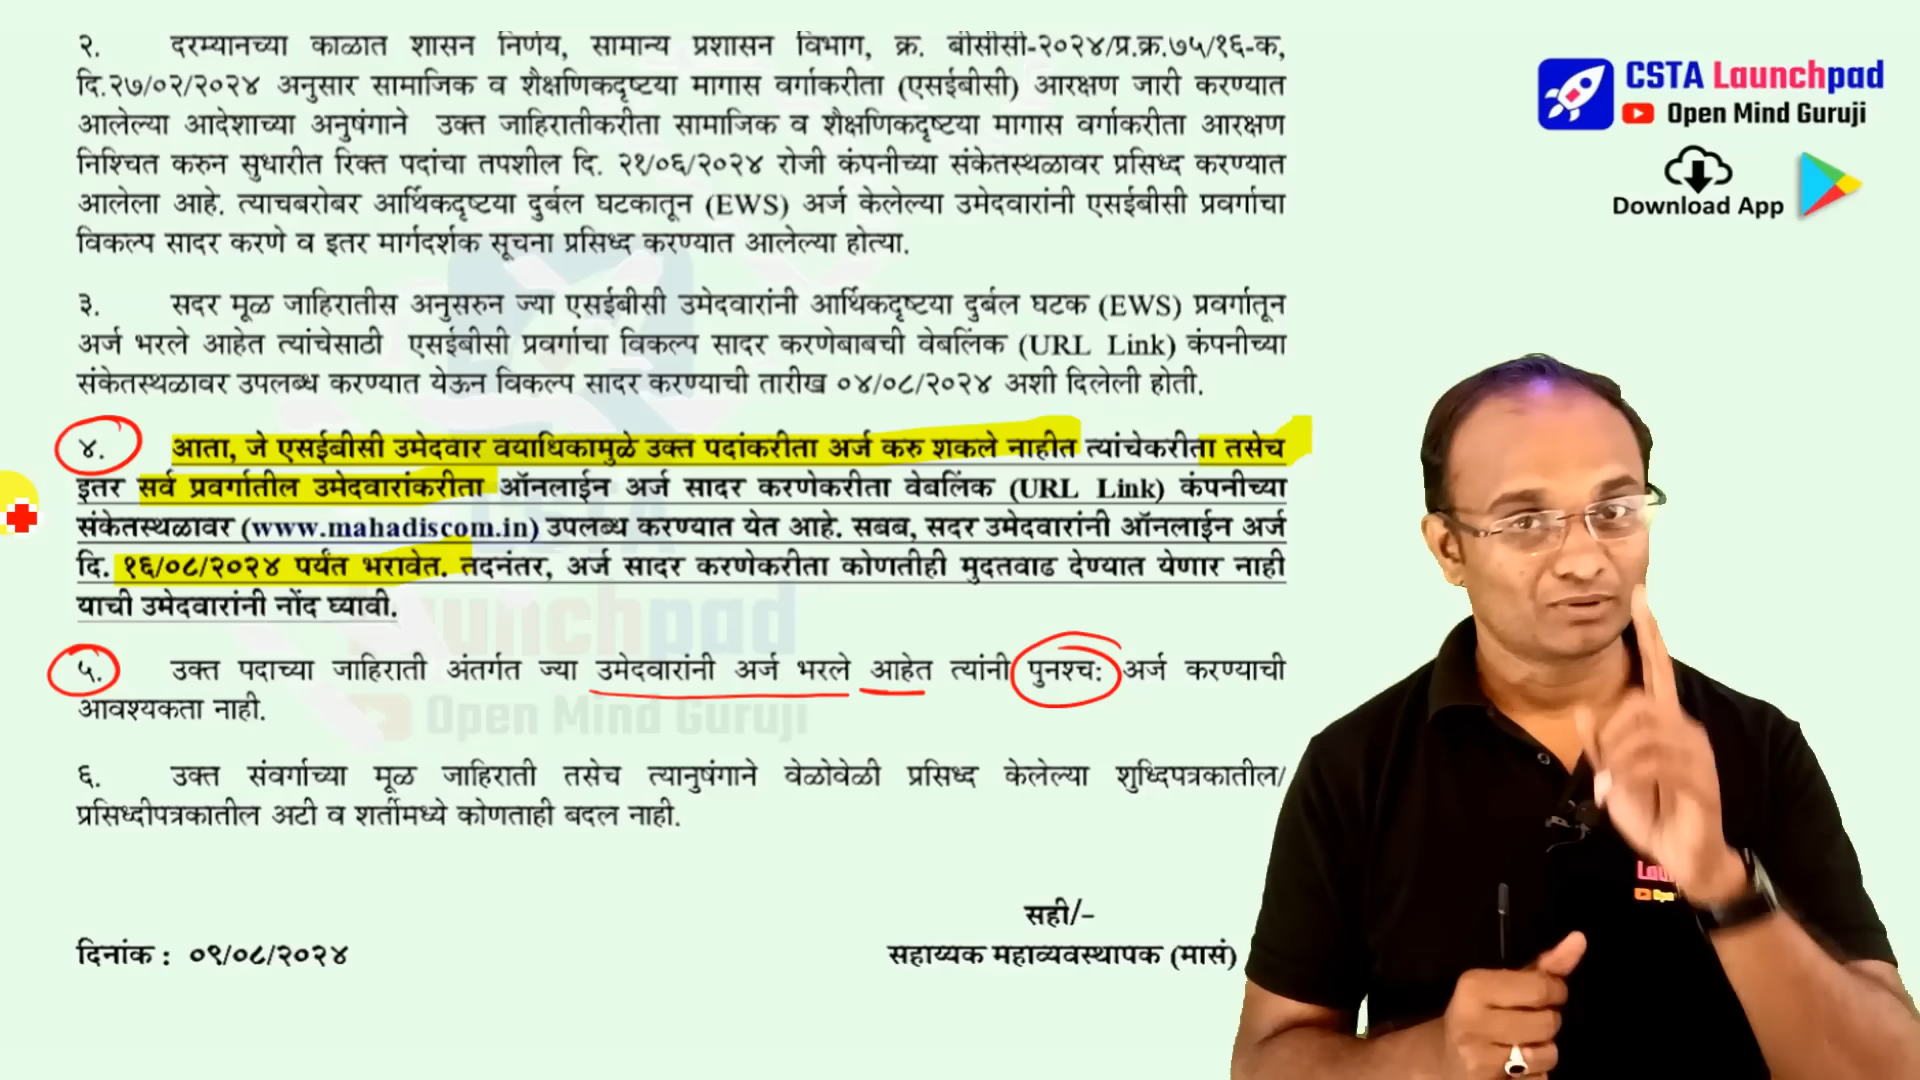 २. दरम्यानच्या काळात शासन निर्णय, सामान्य प्रशासन विभाग, क्र. बीसीसी-२०२४/प्र.क्र.७५/१६-क,
दि.२७/०२/२०२४ अनुसार सामाजिक व शैक्षणिकदृष्टया मागास वर्गाकरीता (एसईबीसी) आरक्षण जारी करण्यात
आलेल्या आदेशाच्या अनुषंगाने उक्त जाहिरातीकरीता सामाजिक व शैक्षणिकदृष्टया मागास वर्गाकरीता आरक्षण
निश्चित करुन सुधारीत रिक्त पदांचा तपशील दि. २१/०६/२०२४ रोजी कंपनीच्या संकेतस्थळावर प्रसिध्द करण्यात
आलेला आहे. त्याचबरोबर आर्थिकदृष्टया दुर्बल घटकातून (EWS) अर्ज केलेल्या उमेदवारांनी एसईबीसी प्रवर्गाचा
विकल्प सादर करणे व इतर मार्गदर्शक सूचना प्रसिध्द करण्यात आलेल्या होत्या.
३. सदर मूळ जाहिरातीस अनुसरुन ज्या एसईबीसी उमेदवारांनी आर्थिकदृष्टया दुर्बल घटक (EWS) प्रवर्गातून
अर्ज भरले आहेत त्यांचेसाठी एसईबीसी प्रवर्गाचा विकल्प सादर करणेबाबची वेबलिंक (URL Link) कंपनीच्या
संकेतस्थळावर उपलब्ध करण्यात येऊन विकल्प सादर करण्याची तारीख ०४/०८/२०२४ अशी दिलेली होती.
४. आता, जे एसईबीसी उमेदवार वयाधिकामुळे उक्त पदांकरीता अर्ज करु शकले नाहीत त्यांचेकरीता तसेच
इतर सर्व प्रवर्गातील उमेदवारांकरीता ऑनलाईन अर्ज सादर करणेकरीता वेबलिंक (URL Link) कंपनीच्या
संकेतस्थळावर (www.mahadiscom.in) उपलब्ध करण्यात येत आहे. सबब, सदर उमेदवारांनी ऑनलाईन अर्ज
दि. १६/०८/२०२४ पर्यंत भरावेत. तदनंतर, अर्ज सादर करणेकरीता कोणतीही मुदतवाढ देण्यात येणार नाही
याची उमेदवारांनी नोंद घ्यावी.
५. उक्त पदाच्या जाहिराती अंतर्गत ज्या उमेदवारांनी अर्ज भरले आहेत त्यांनी पुनश्च: अर्ज करण्याची
आवश्यकता नाही.
६. उक्त संवर्गाच्या मूळ जाहिराती तसेच त्यानुषंगाने वेळोवेळी प्रसिध्द केलेल्या शुध्दिपत्रकातील/
प्रसिध्दीपत्रकातील अटी व शर्तीमध्ये कोणताही बदल नाही.
सही/-
दिनांक : ०९/०८/२०२४ सहाय्यक महाव्यवस्थापक (मासं)
CSTA Launchpad
Open Mind Guruji
Download App
Launchpad
Open Mind Guruji